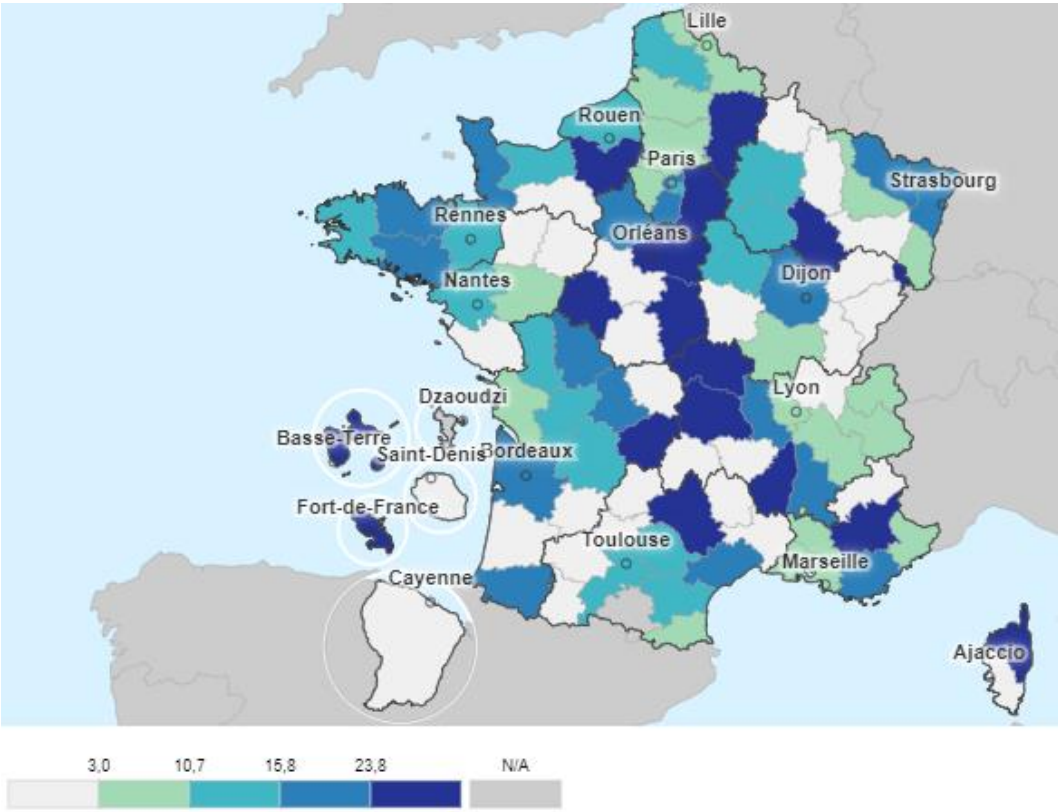 Lille
Rouen
Paris
Strasbourg
Rennes
Orléans
Nantes
Dijon
Dzaoudzi
Lyon
Basse-Terre
Saint-Denis
Bordeaux
Fort-de-France
Toulouse
Marseille
Cayenne
Ajaccio
3,0 10,7 15,8 23,8 N/A